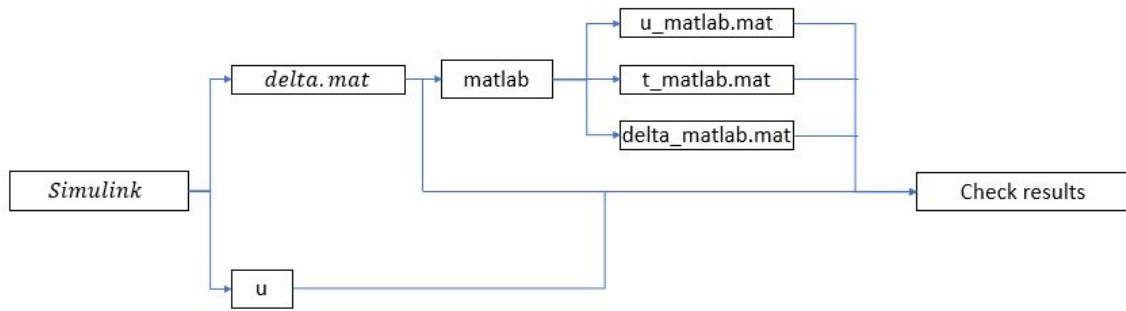 u_matlab.mat
delta.mat
matlab
t_matlab.mat
delta_matlab.mat
Simulink
Check results
u